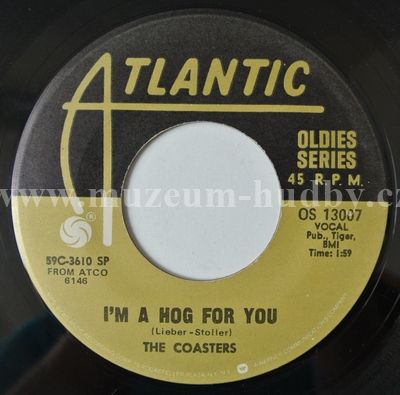 ATLANTIC
OLDIES
SERIES
45 R.P.M.
www.muzeum-hudby.cz
OS 13007
VOCAL
Pub., Tiger,
BMI
Time: 1:59
59C-3610 SP
FROM ATCO
6146
I'M A HOG FOR YOU
(Lieber-Stoller)
THE COASTERS